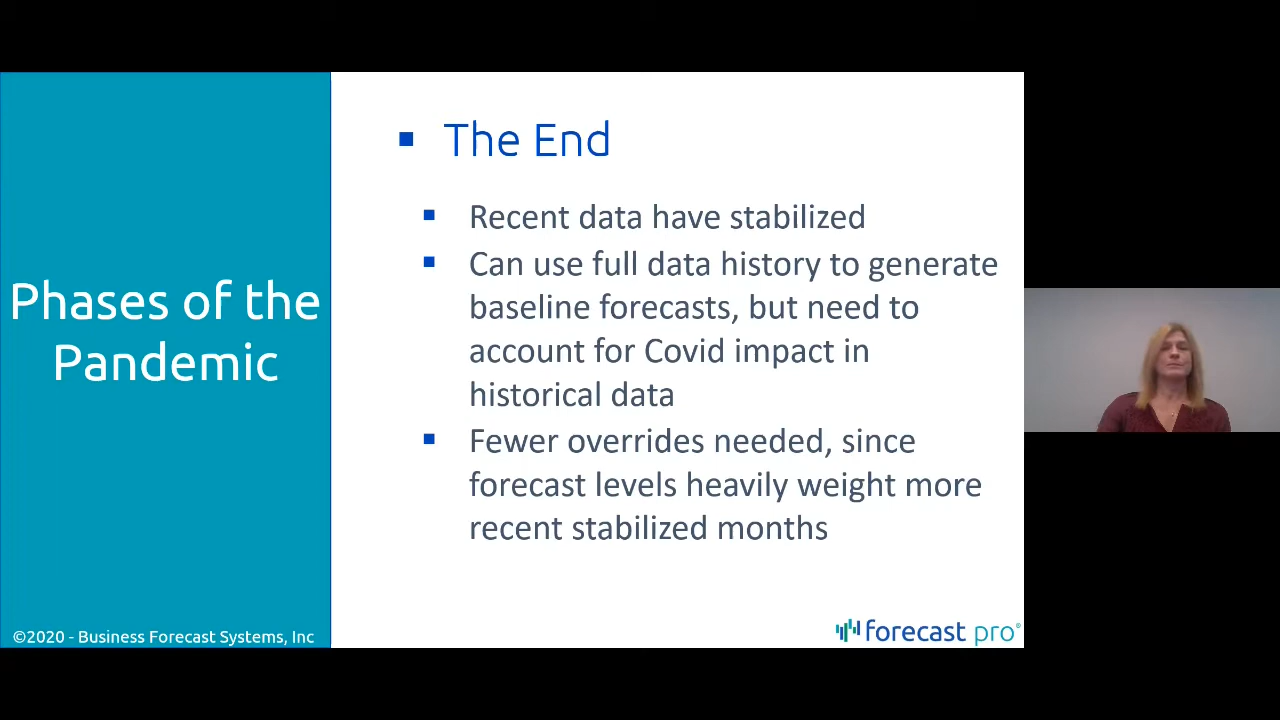 Phases of the
Pandemic
©2020 - Business Forecast Systems, Inc
The End
Recent data have stabilized
Can use full data history to generate
baseline forecasts, but need to
account for Covid impact in
historical data
Fewer overrides needed, since
forecast levels heavily weight more
recent stabilized months
forecast pro®